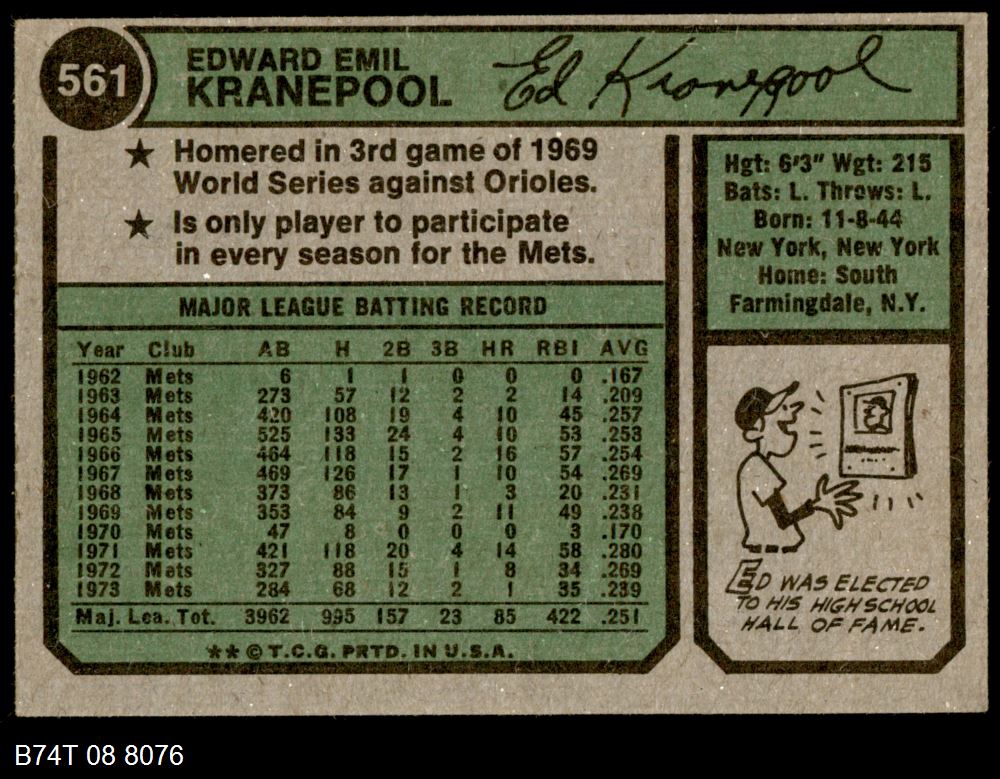 561
EDWARD EMIL
KRANEPOOL
Ed Kranepool
★ Homered in 3rd game of 1969
World Series against Orioles.
★ Is only player to participate
in every season for the Mets.
Hgt: 6'3" Wgt: 215
Bats: L. Throws: L.
Born: 11-8-44
New York, New York
Home: South
Farmingdale, N.Y.
MAJOR LEAGUE BATTING RECORD
Year Club AB H 2B 3B HR RBI AVG
1962 Mets 6 1 1 0 0 0 .167
1963 Mets 273 57 12 2 2 14 .209
1964 Mets 420 108 19 4 10 45 .257
1965 Mets 525 133 24 4 10 53 .253
1966 Mets 464 118 15 2 16 57 .254
1967 Mets 469 126 17 1 10 54 .269
1968 Mets 373 86 13 1 3 20 .231
1969 Mets 353 84 9 2 11 49 .238
1970 Mets 47 8 0 0 0 3 .170
1971 Mets 421 118 20 4 14 58 .280
1972 Mets 327 88 15 1 8 34 .269
1973 Mets 284 68 12 2 1 35 .239
Maj. Lea. Tot. 3962 995 157 23 85 422 .251
** © T.C.G. PRTD. IN U.S.A.
ED WAS ELECTED
TO HIS HIGH SCHOOL
HALL OF FAME.
B74T 08 8076